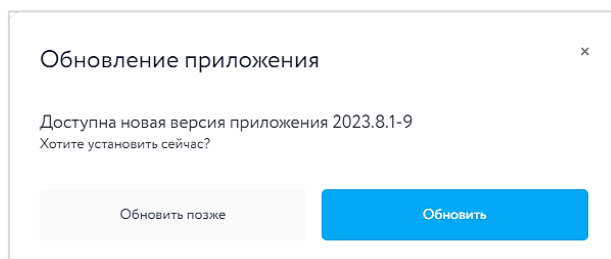 Обновление приложения
Доступна новая версия приложения 2023.8.1-9
Хотите установить сейчас?
Обновить позже
Обновить